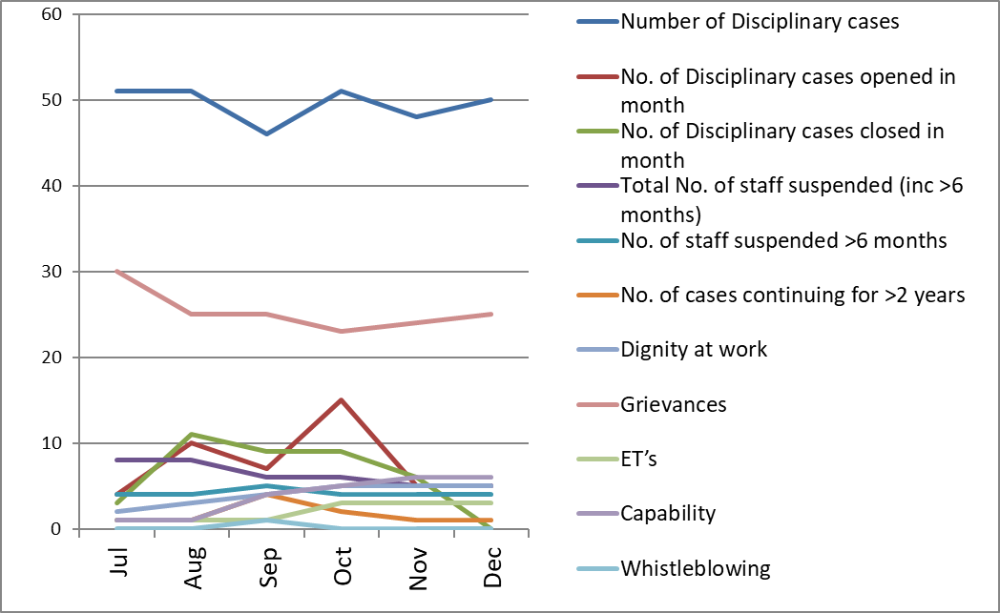 60
50
40
30
20
10
0
Jul
Aug
Sep
Oct
Nov
Dec
Number of Disciplinary cases
No. of Disciplinary cases opened in
month
No. of Disciplinary cases closed in
month
Total No. of staff suspended (inc >6
months)
No. of staff suspended >6 months
No. of cases continuing for >2 years
Dignity at work
Grievances
ET’s
Capability
Whistleblowing